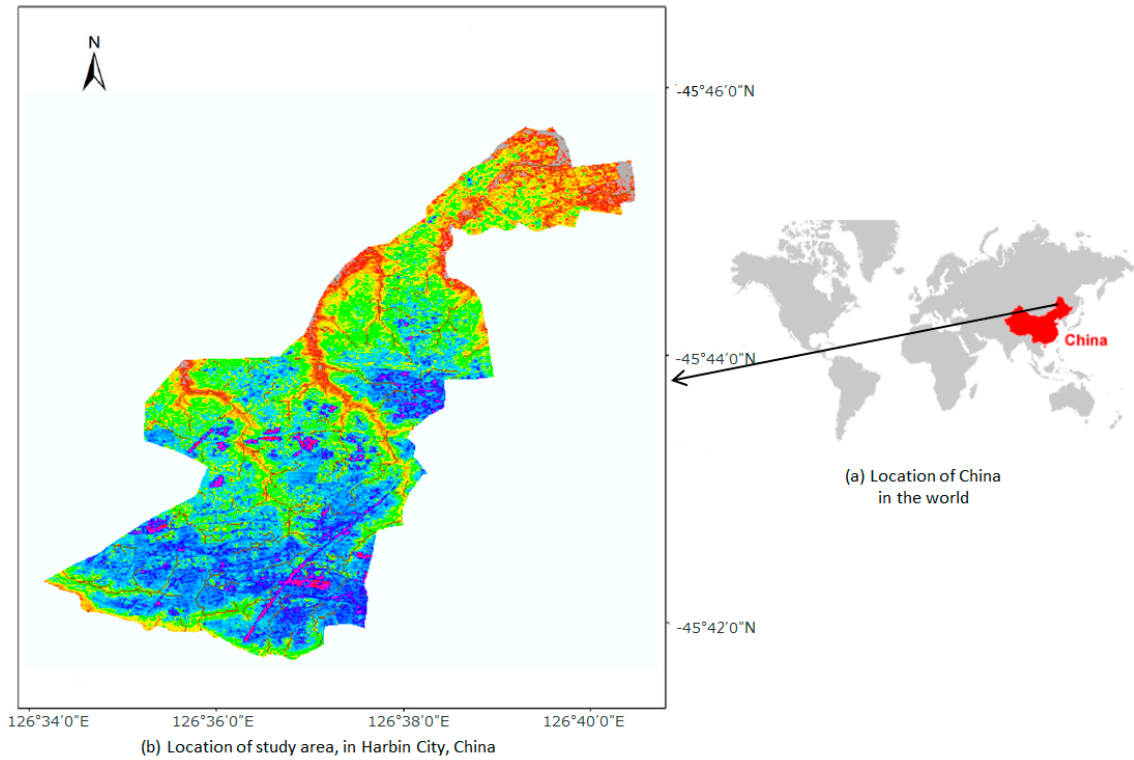 N
-45°46′0″N
-45°44′0″N
-45°42′0″N
126°34′0″E
126°36′0″E
126°38′0″E
126°40′0″E
(b) Location of study area, in Harbin City, China
China
(a) Location of China
in the world